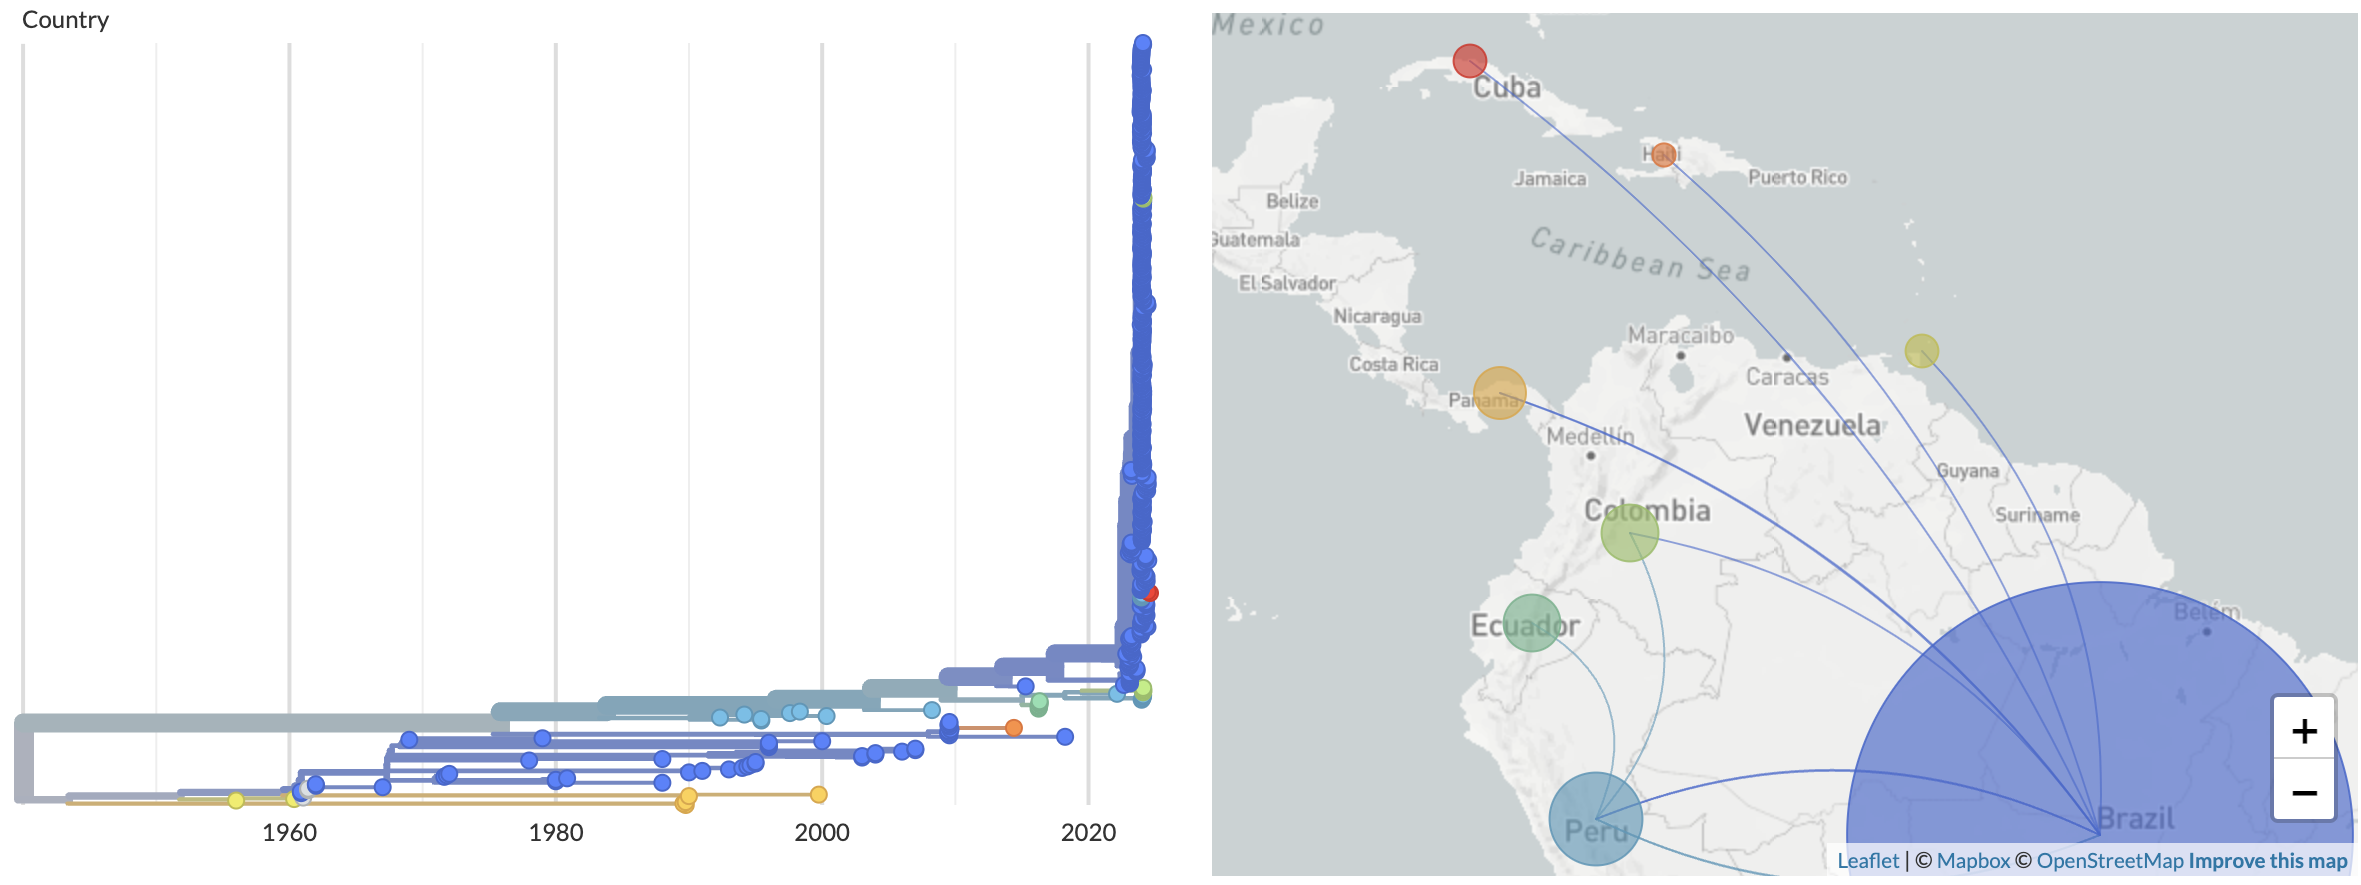 Country
1960 1980 2000 2020
Mexico
Cuba
Haiti
Jamaica
Puerto Rico
Belize
Guatemala
Caribbean Sea
El Salvador
Nicaragua
Maracaibo
Costa Rica
Caracas
Panama
Venezuela
Medellín
Guyana
Colombia
Suriname
Belém
Ecuador
+
−
Peru
Brazil
Leaflet | © Mapbox © OpenStreetMap Improve this map